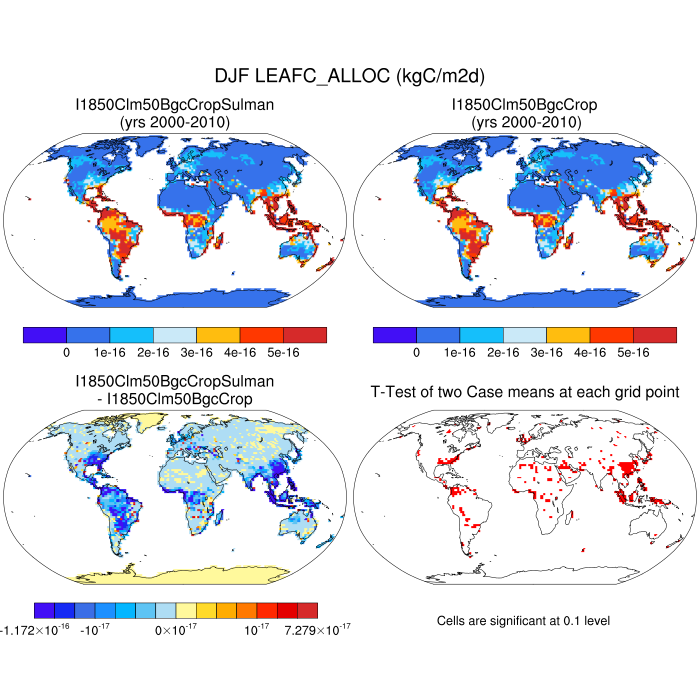 DJF LEAFC_ALLOC (kgC/m2d)
I1850Clm50BgcCropSulman
(yrs 2000-2010)
I1850Clm50BgcCrop
(yrs 2000-2010)
0 1e-16 2e-16 3e-16 4e-16 5e-16
0 1e-16 2e-16 3e-16 4e-16 5e-16
I1850Clm50BgcCropSulman
- I1850Clm50BgcCrop
T-Test of two Case means at each grid point
-1.172×10⁻¹⁶ -10⁻¹⁷ 0×10⁻¹⁷ 10⁻¹⁷ 7.279×10⁻¹⁷
Cells are significant at 0.1 level